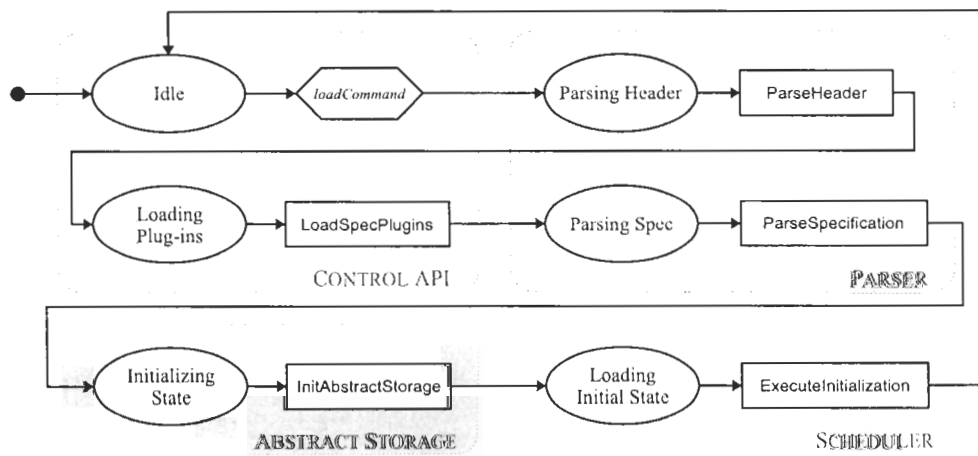 Idle
loadCommand
Parsing Header
ParseHeader
Loading
Plug-ins
LoadSpecPlugins
Parsing Spec
ParseSpecification
CONTROL API
PARSER
Initializing
State
InitAbstractStorage
Loading
Initial State
ExecuteInitialization
ABSTRACT STORAGE
SCHEDULER